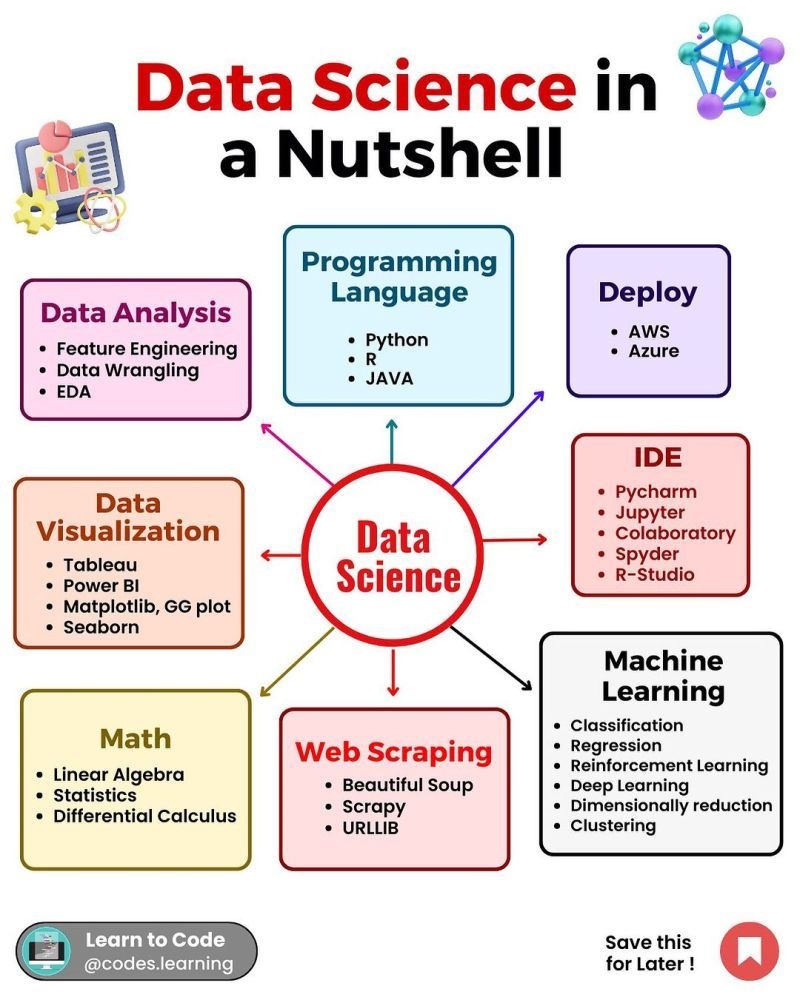 Data Science in
a Nutshell
Data Analysis
• Feature Engineering
• Data Wrangling
• EDA
Programming
Language
• Python
• R
• JAVA
Deploy
• AWS
• Azure
Data
Visualization
• Tableau
• Power BI
• Matplotlib, GG plot
• Seaborn
Data
Science
IDE
• Pycharm
• Jupyter
• Colaboratory
• Spyder
• R-Studio
Math
• Linear Algebra
• Statistics
• Differential Calculus
Web Scraping
• Beautiful Soup
• Scrapy
• URLLIB
Machine
Learning
• Classification
• Regression
• Reinforcement Learning
• Deep Learning
• Dimensionally reduction
• Clustering
Learn to Code
@codes.learning
Save this
for Later !